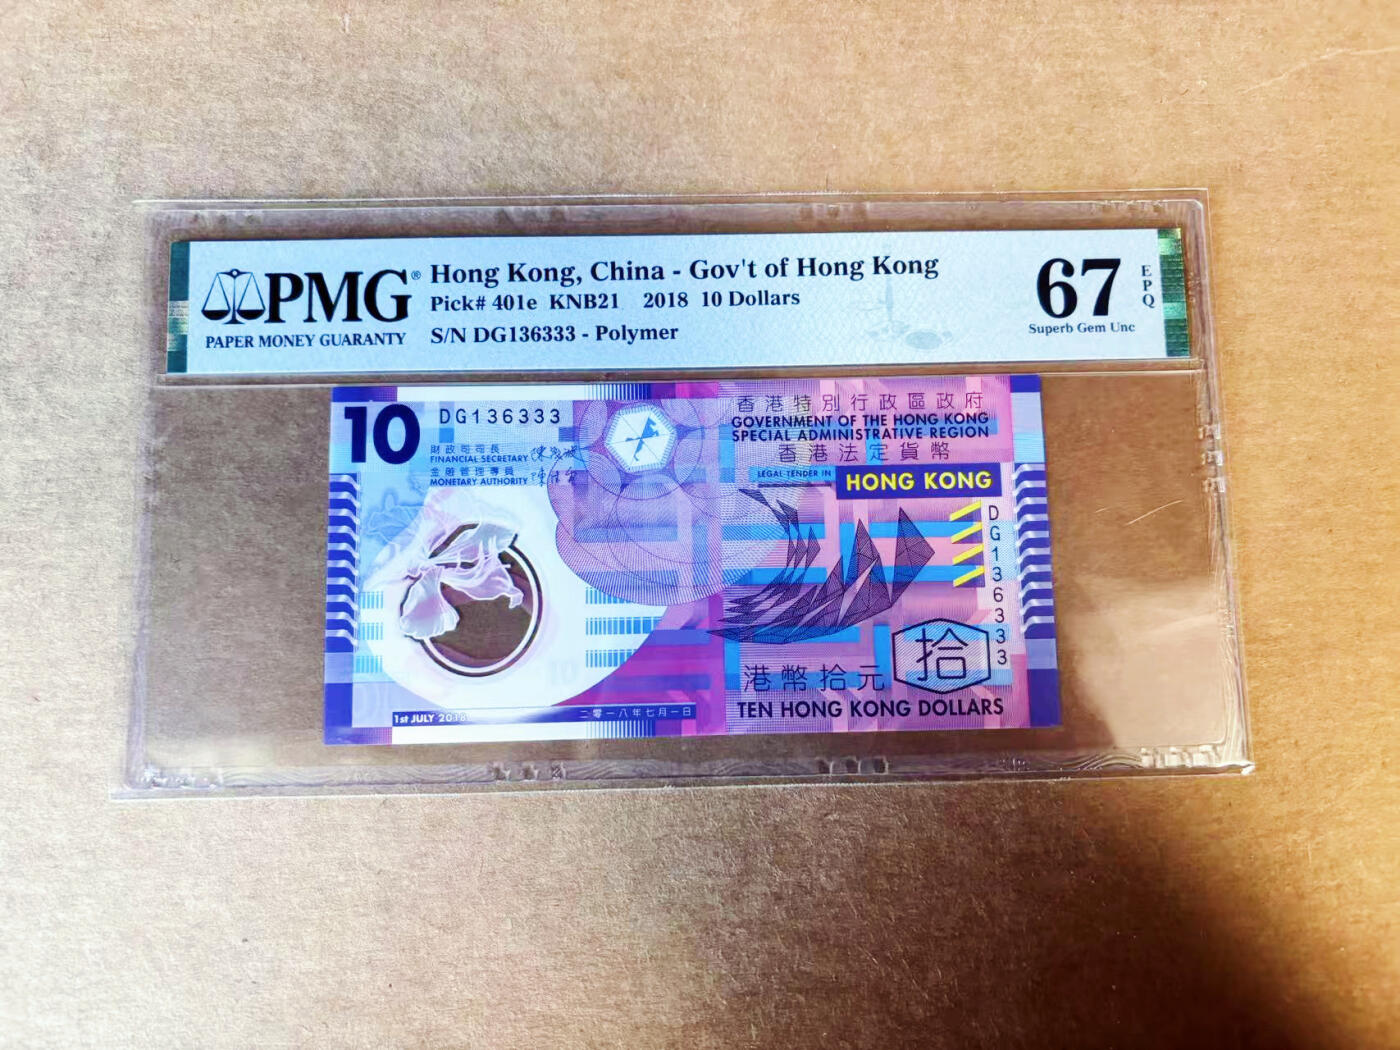 PMG®
PAPER MONEY GUARANTY
Hong Kong, China - Gov't of Hong Kong
Pick# 401e KNB21 2018 10 Dollars
S/N DG136333 - Polymer
67
EPQ
Superb Gem Unc
10
DG136333
財政司司長
FINANCIAL SECRETARY
金融管理專員
MONETARY AUTHORITY
香港特別行政區政府
GOVERNMENT OF THE HONG KONG
SPECIAL ADMINISTRATIVE REGION
香港法定貨幣
LEGAL TENDER IN
HONG KONG
DG136333
拾
港幣拾元
TEN HONG KONG DOLLARS
10
1st JULY 2018
二零一八年七月一日